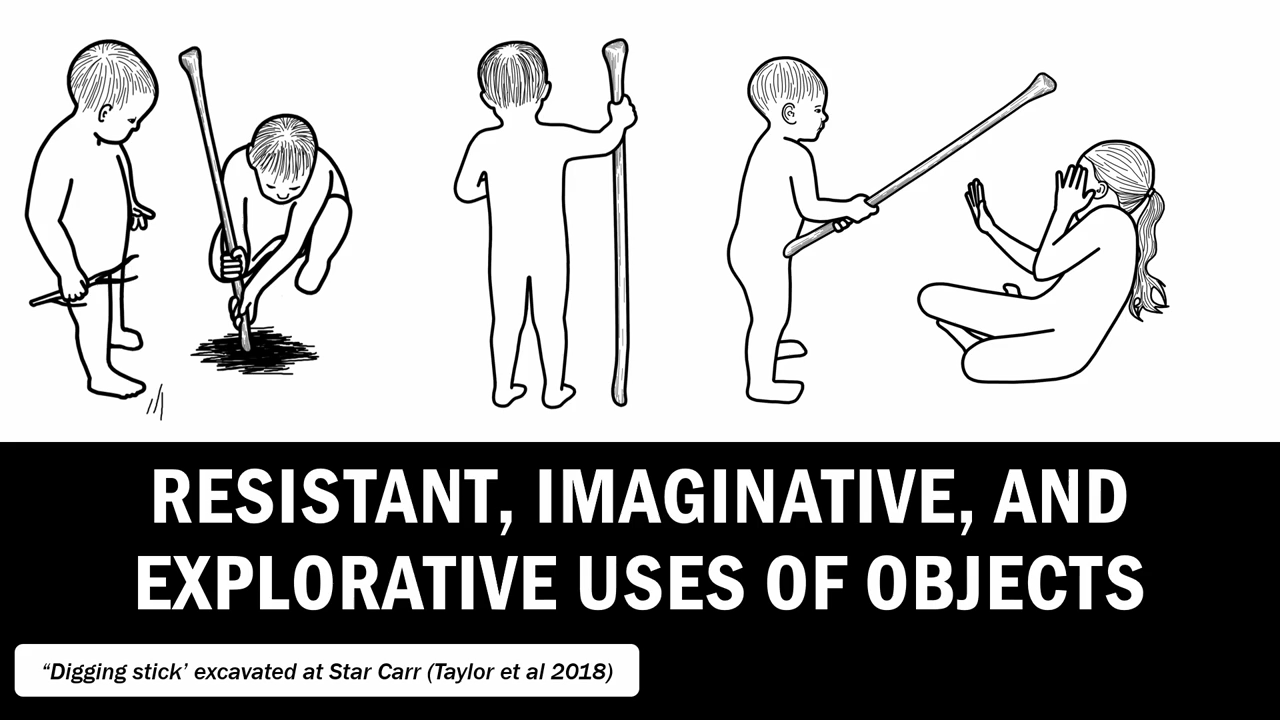 RESISTANT, IMAGINATIVE, AND
EXPLORATIVE USES OF OBJECTS
“Digging stick’ excavated at Star Carr (Taylor et al 2018)